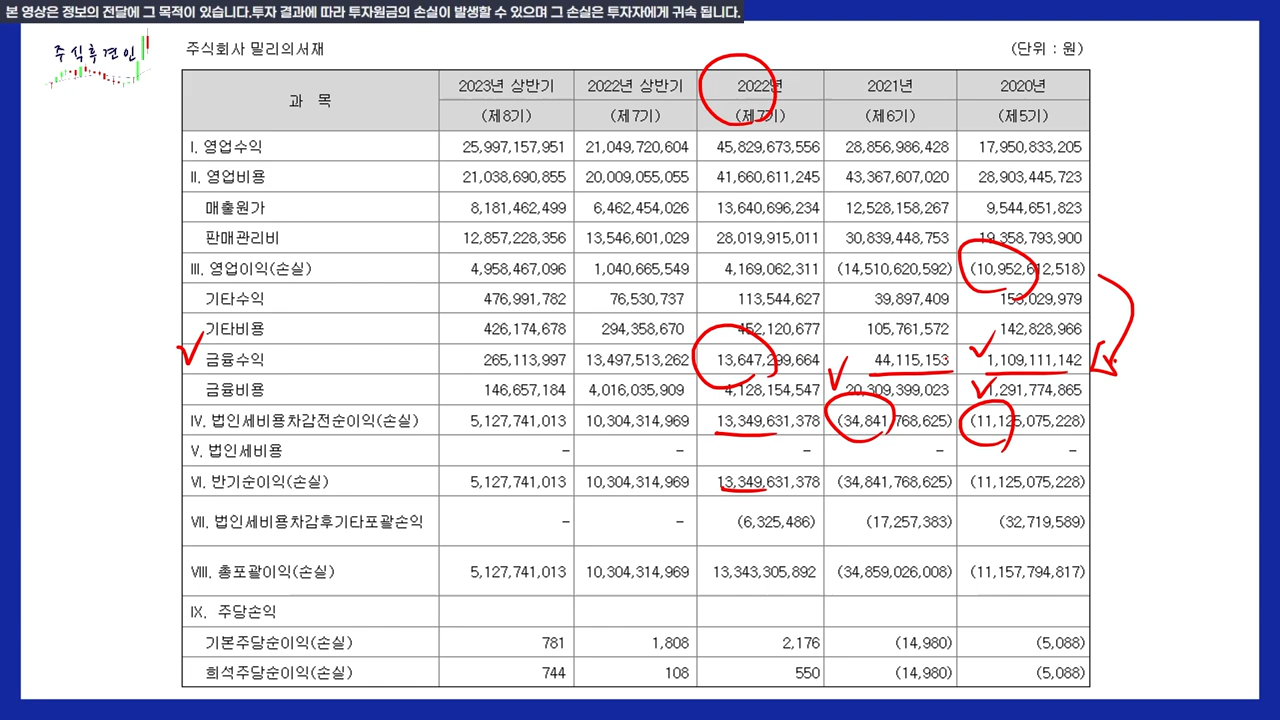 본 영상은 정보의 전달에 그 목적이 있습니다.투자 결과에 따라 투자원금의 손실이 발생할 수 있으며 그 손실은 투자자에게 귀속 됩니다.
주식후견인
주식회사 밀리의서재 (단위 : 원)
과 목 2023년 상반기 2022년 상반기 2022년 2021년 2020년
(제8기) (제7기) (제7기) (제6기) (제5기)
I. 영업수익 25,997,157,951 21,049,720,604 45,829,673,556 28,856,986,428 17,950,833,205
II. 영업비용 21,038,690,855 20,009,055,055 41,660,611,245 43,367,607,020 28,903,445,723
매출원가 8,181,462,499 6,462,454,026 13,640,696,234 12,528,158,267 9,544,651,823
판매관리비 12,857,228,356 13,546,601,029 28,019,915,011 30,839,448,753 19,358,793,900
III. 영업이익(손실) 4,958,467,096 1,040,665,549 4,169,062,311 (14,510,620,592) (10,952,612,518)
기타수익 476,991,782 76,530,737 113,544,627 39,897,409 153,029,979
기타비용 426,174,678 294,358,670 452,120,677 105,761,572 142,828,966
금융수익 265,113,997 13,497,513,262 13,647,299,664 44,115,153 1,109,111,142
금융비용 146,657,184 4,016,035,909 4,128,154,547 20,309,399,023 1,291,774,865
IV. 법인세비용차감전순이익(손실) 5,127,741,013 10,304,314,969 13,349,631,378 (34,841,768,625) (11,125,075,228)
V. 법인세비용 – – – – –
VI. 반기순이익(손실) 5,127,741,013 10,304,314,969 13,349,631,378 (34,841,768,625) (11,125,075,228)
VII. 법인세비용차감후기타포괄손익 – – (6,325,486) (17,257,383) (32,719,589)
VIII. 총포괄이익(손실) 5,127,741,013 10,304,314,969 13,343,305,892 (34,859,026,008) (11,157,794,817)
IX. 주당손익
기본주당순이익(손실) 781 1,808 2,176 (14,980) (5,088)
희석주당순이익(손실) 744 108 550 (14,980) (5,088)